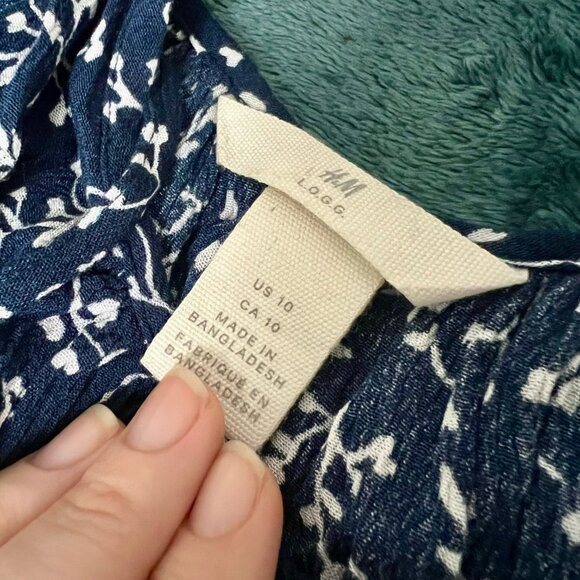 H&M
L.O.G.G.
US 10
CA 10
MADE IN
BANGLADESH
FABRIQUE EN
BANGLADESH